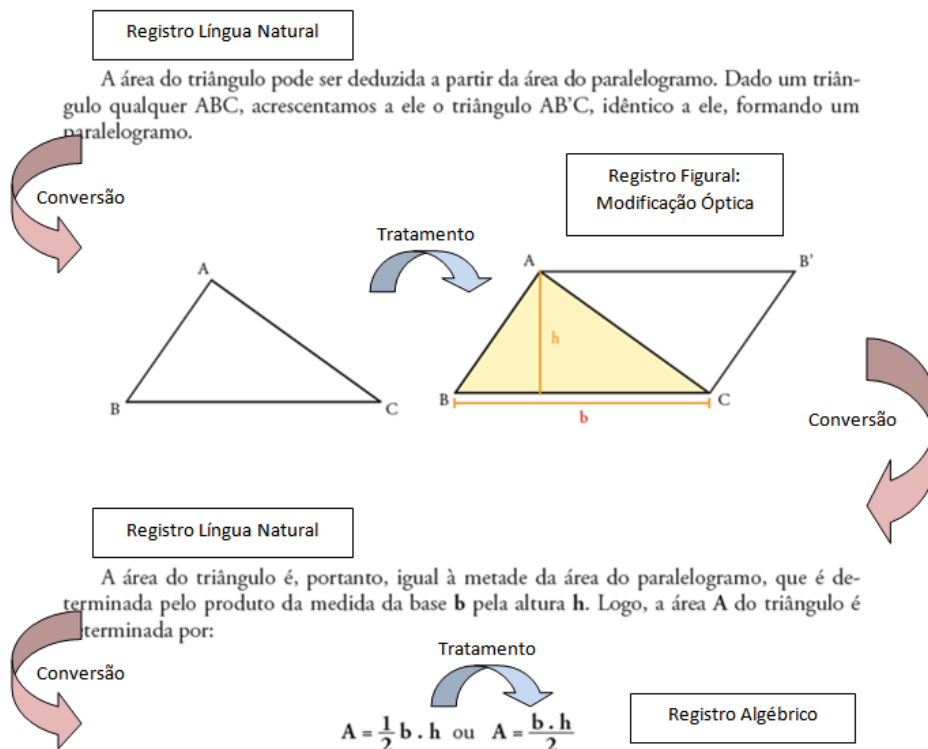 Registro Língua Natural
A área do triângulo pode ser deduzida a partir da área do paralelogramo. Dado um triân-
gulo qualquer ABC, acrescentamos a ele o triângulo AB'C, idêntico a ele, formando um
paralelogramo.
Conversão
Registro Figural:
Modificação Óptica
Tratamento
A
B
C
A
B'
h
B
C
b
Conversão
Registro Língua Natural
A área do triângulo é, portanto, igual à metade da área do paralelogramo, que é de-
terminada pelo produto da medida da base b pela altura h. Logo, a área A do triângulo é
determinada por:
Conversão
Tratamento
A = 1/2 b . h ou A = b . h/2
Registro Algébrico